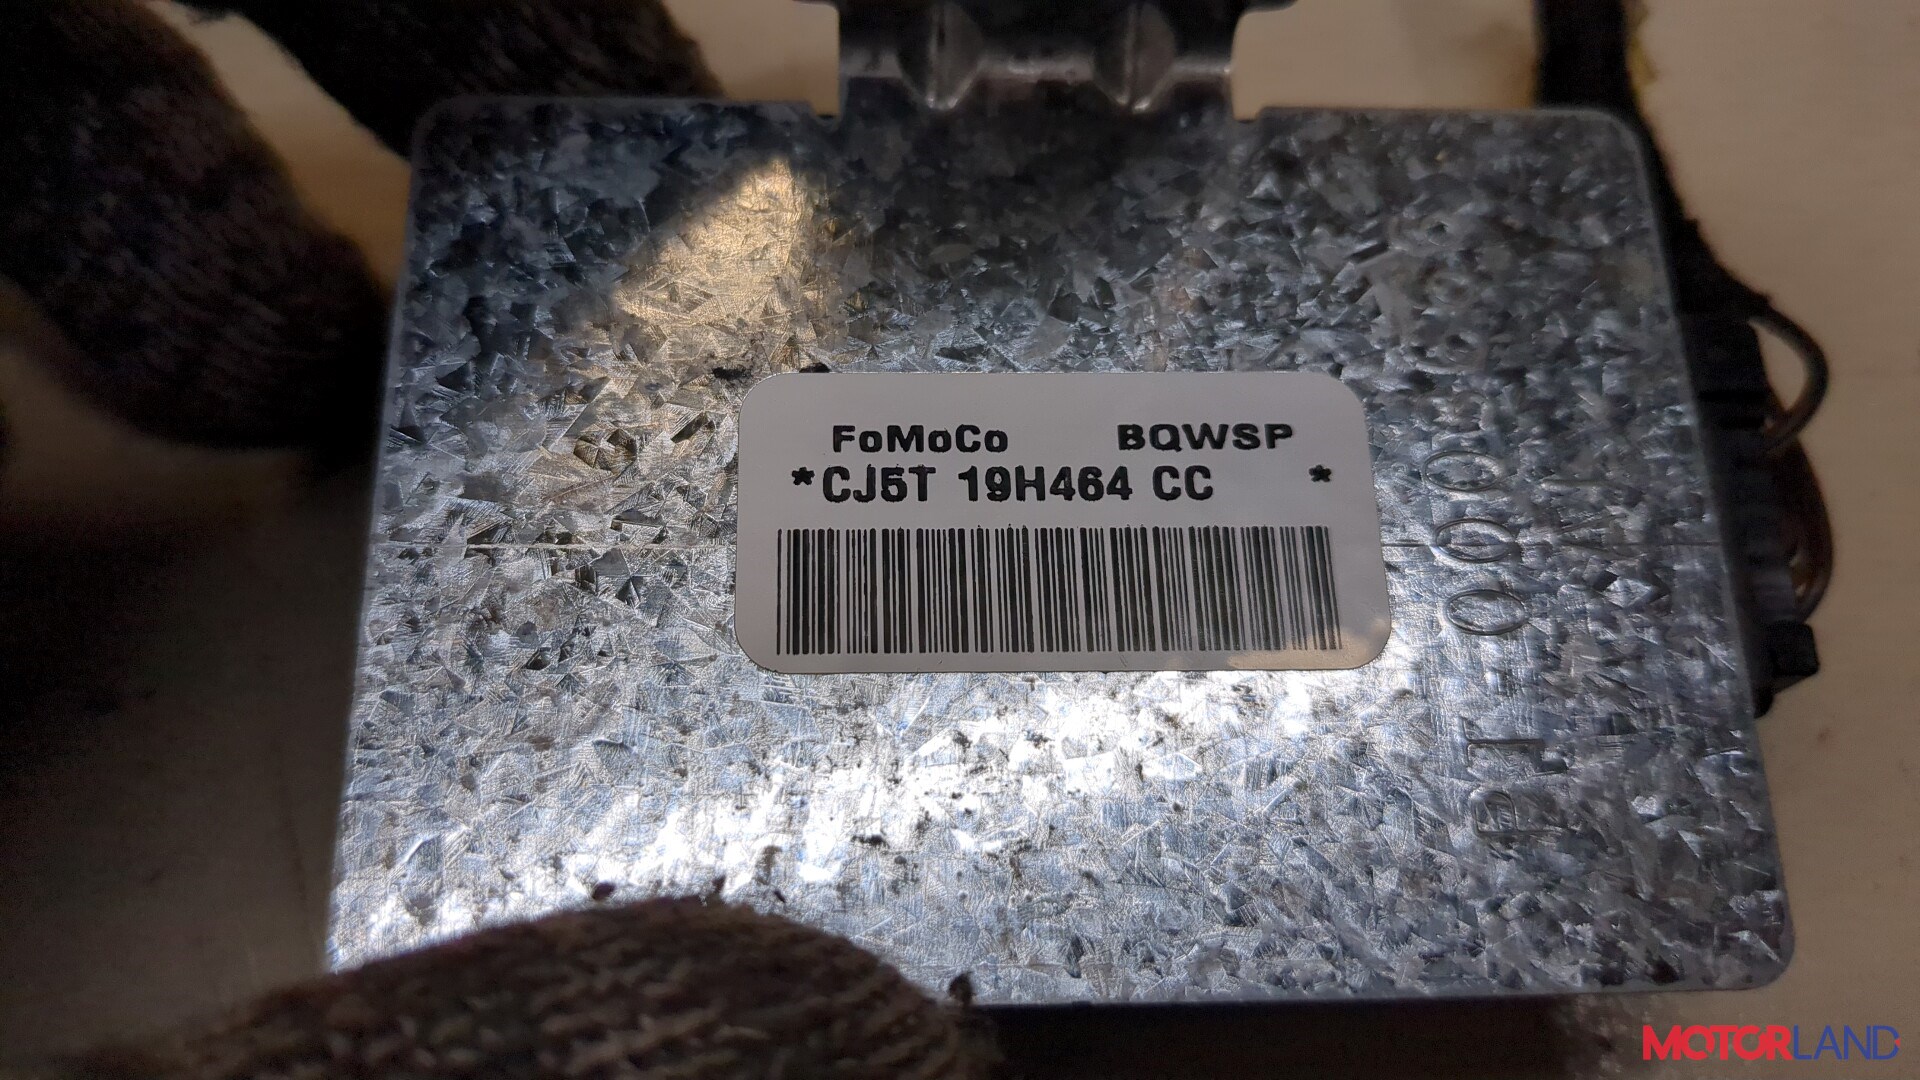 FoMoCo BQWSP
*CJ5T 19H464 CC *
MOTORLAND